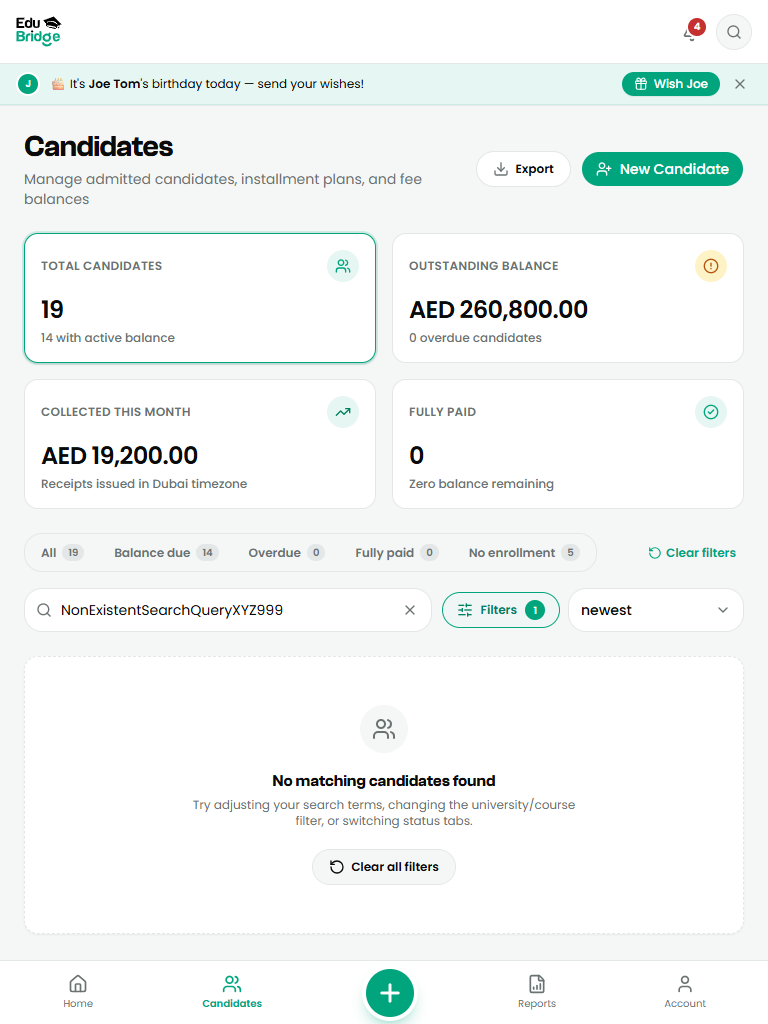 Edu
Bridge
4
J
It's Joe Tom's birthday today — send your wishes!
Wish Joe
Candidates
Manage admitted candidates, installment plans, and fee
balances
Export
New Candidate
TOTAL CANDIDATES
19
14 with active balance
OUTSTANDING BALANCE
AED 260,800.00
0 overdue candidates
COLLECTED THIS MONTH
AED 19,200.00
Receipts issued in Dubai timezone
FULLY PAID
0
Zero balance remaining
All 19
Balance due 14
Overdue 0
Fully paid 0
No enrollment 5
Clear filters
NonExistentSearchQueryXYZ999
Filters 1
newest
No matching candidates found
Try adjusting your search terms, changing the university/course
filter, or switching status tabs.
Clear all filters
Home
Candidates
Reports
Account